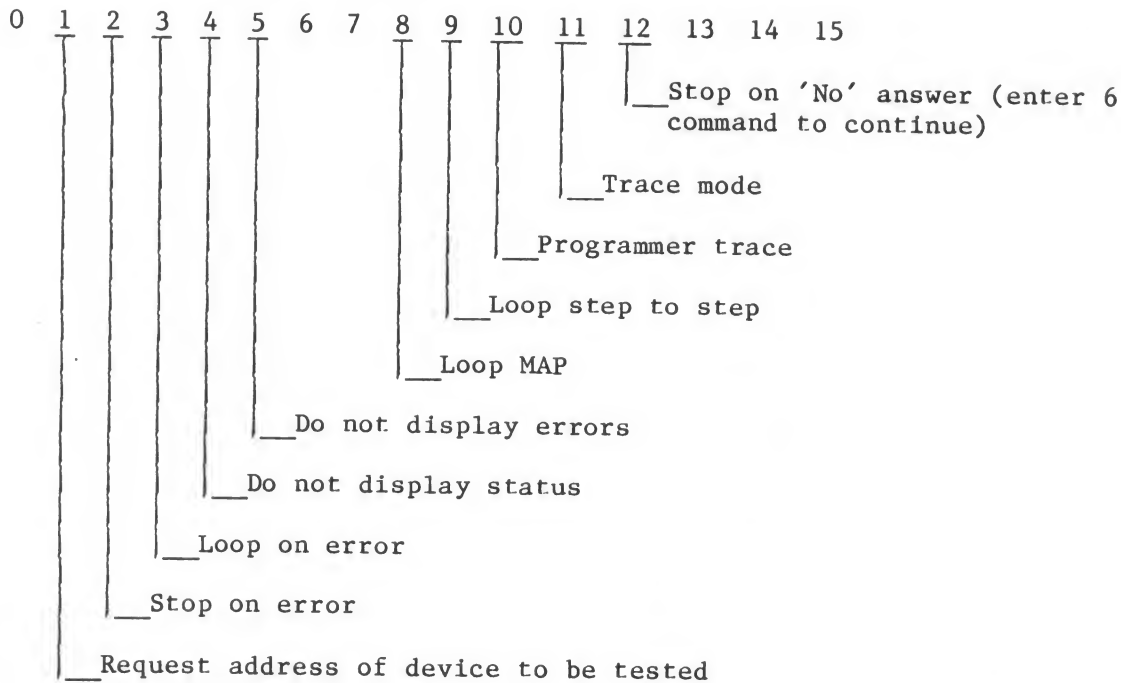 0 1 2 3 4 5 6 7 8 9 10 11 12 13 14 15
Stop on 'No' answer (enter 6
command to continue)
Trace mode
Programmer trace
Loop step to step
Loop MAP
Do not display errors
Do not display status
Loop on error
Stop on error
Request address of device to be tested